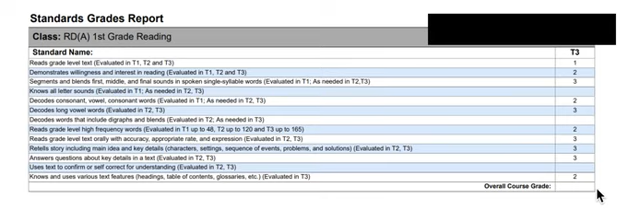 Standards Grades Report
Class: RD(A) 1st Grade Reading
Standard Name: T3
Reads grade level text (Evaluated in T1, T2 and T3) 1
Demonstrates willingness and interest in reading (Evaluated in T1, T2 and T3) 2
Segments and blends first, middle, and final sounds in spoken single-syllable words (Evaluated in T1; As needed in T2,T3) 3
Knows all letter sounds (Evaluated in T1; As needed in T2, T3)
Decodes consonant, vowel, consonant words (Evaluated in T1; As needed in T2, T3) 2
Decodes long vowel words (Evaluated in T2, T3) 3
Decodes words that include digraphs and blends (Evaluated in T2; As needed in T3)
Reads grade level high frequency words (Evaluated in T1 up to 48, T2 up to 120 and T3 up to 165) 2
Reads grade level text orally with accuracy, appropriate rate, and expression (Evaluated in T2, T3) 3
Retells story including main idea and key details (characters, settings, sequence of events, problems, and solutions) (Evaluated in T2, T3) 3
Answers questions about key details in a text (Evaluated in T2, T3) 3
Uses text to confirm or self correct for understanding (Evaluated in T2, T3)
Knows and uses various text features (headings, table of contents, glossaries, etc.) (Evaluated in T3) 2
Overall Course Grade: